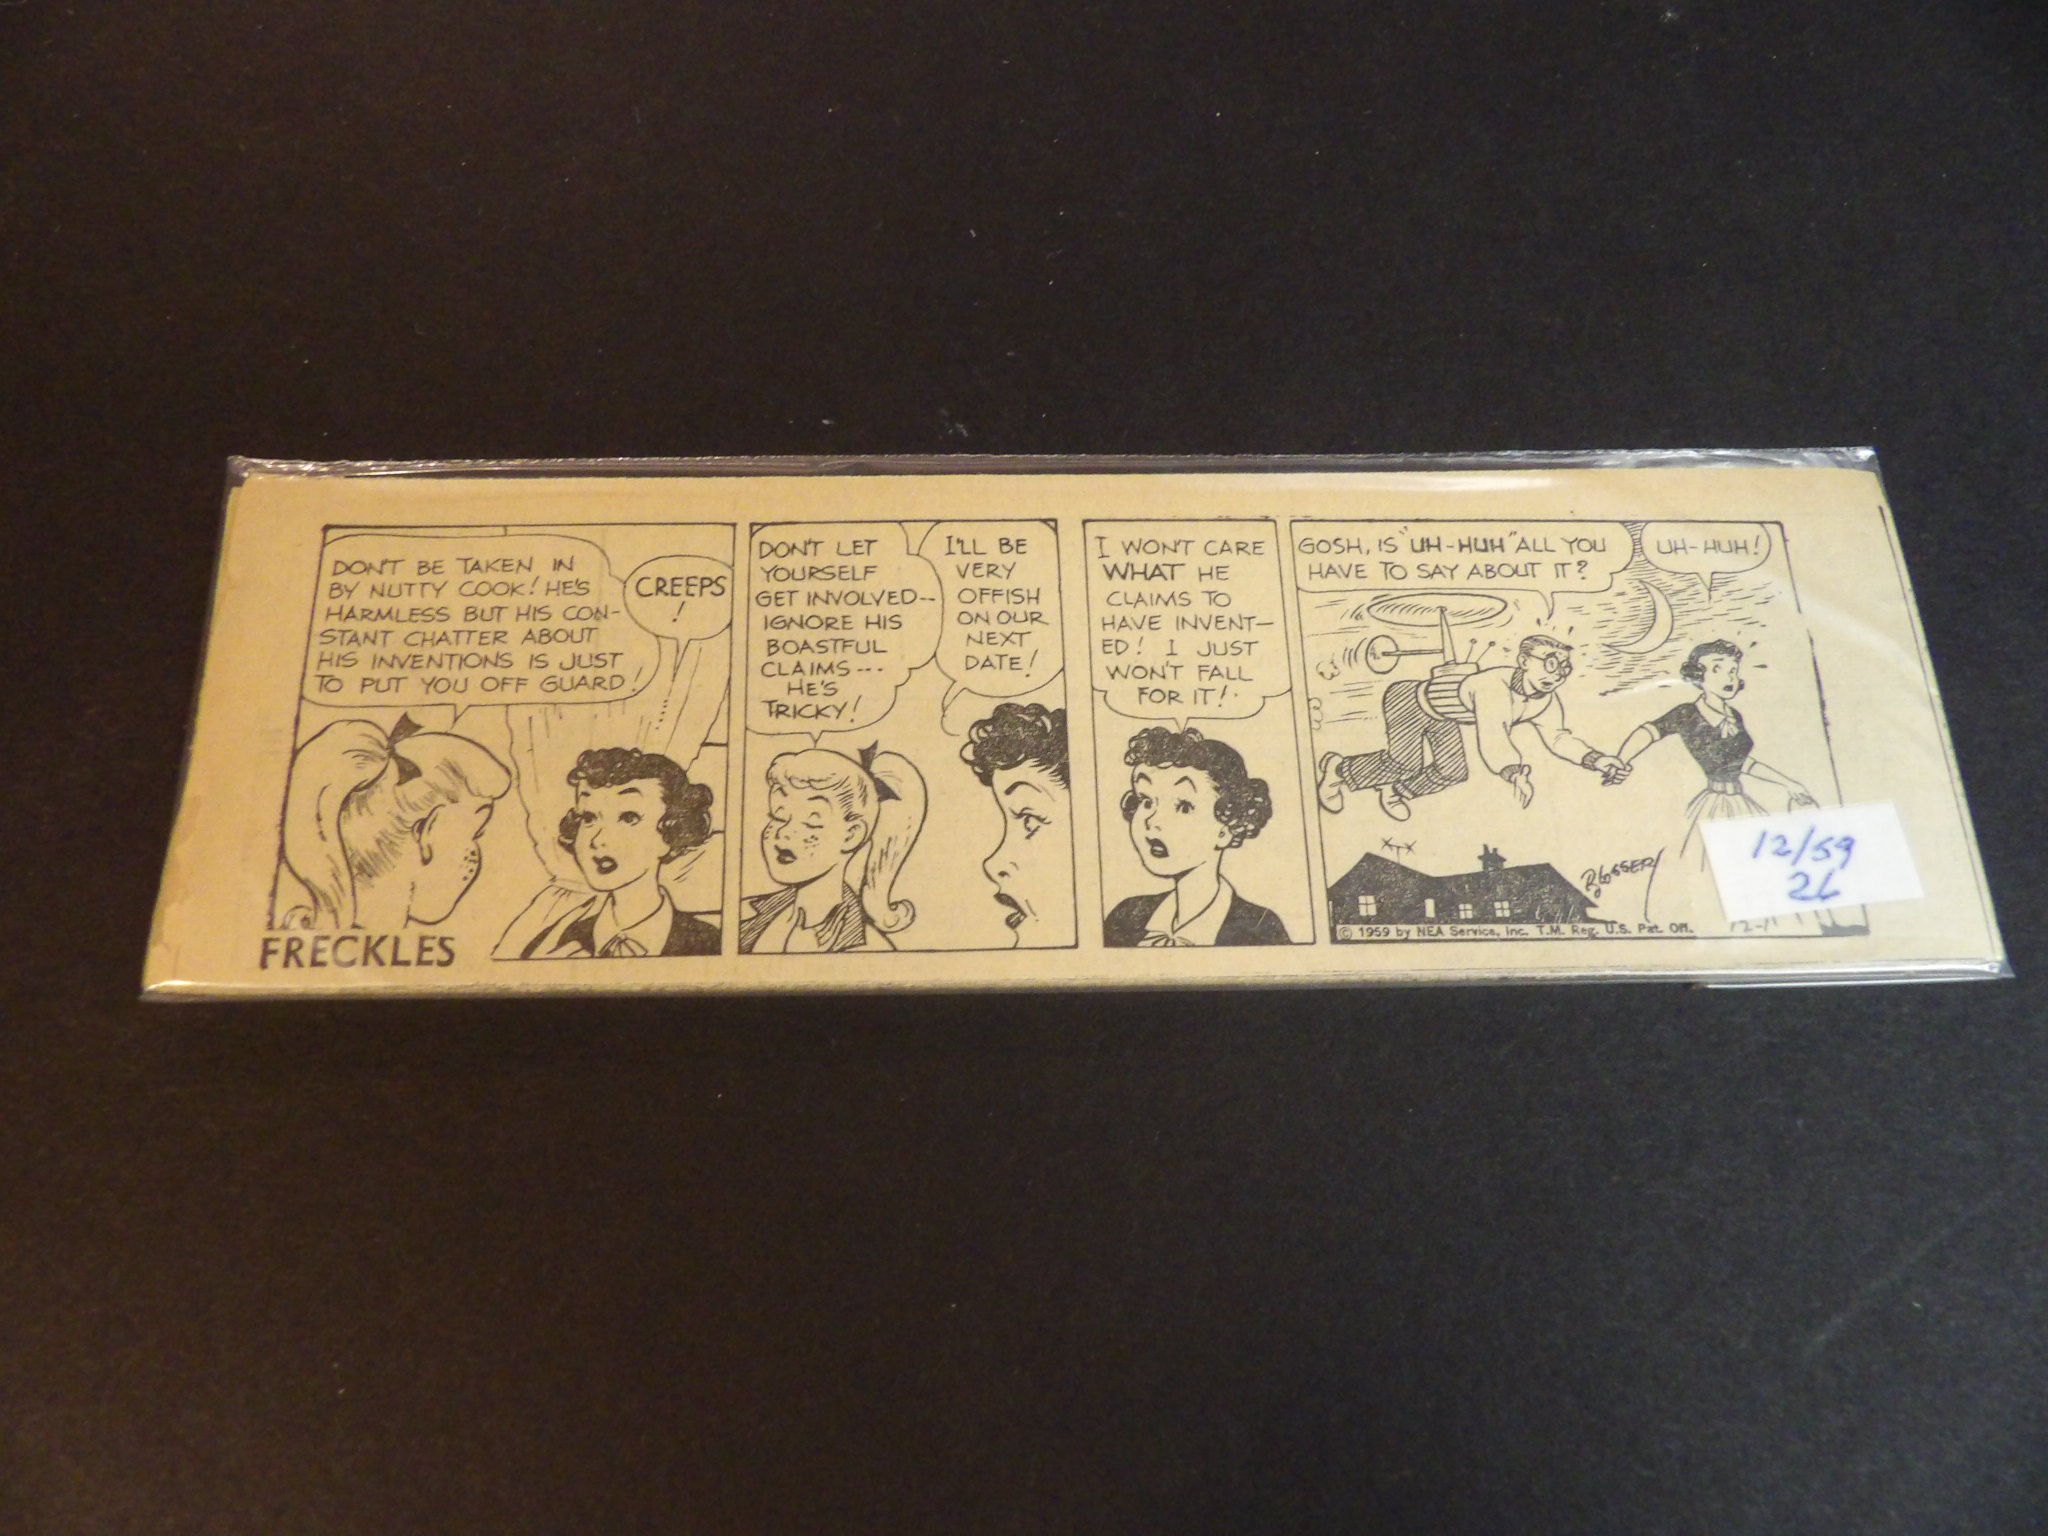 DON'T BE TAKEN IN
BY NUTTY COOK! HE'S
HARMLESS BUT HIS CON-
STANT CHATTER ABOUT
HIS INVENTIONS IS JUST
TO PUT YOU OFF GUARD!
CREEPS
!
FRECKLES
DON'T LET
YOURSELF
GET INVOLVED--
IGNORE HIS
BOASTFUL
CLAIMS---
HE'S
TRICKY!
I'LL BE
VERY
OFFISH
ON OUR
NEXT
DATE!
I WON'T CARE
WHAT HE
CLAIMS TO
HAVE INVENT-
ED! I JUST
WON'T FALL
FOR IT!
GOSH, IS "UH-HUH" ALL YOU
HAVE TO SAY ABOUT IT?
UH-HUH!
BLOSSER
© 1959 by NEA Service, Inc. T.M. Reg. U.S. Pat. Off.
12/59
26